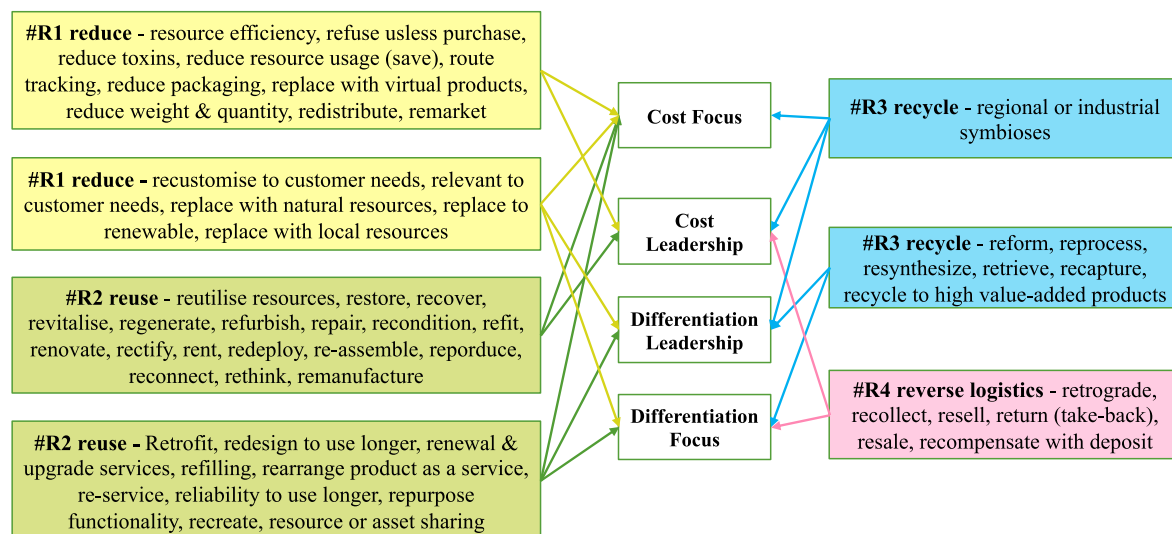 #R1 reduce - resource efficiency, refuse usless purchase,
reduce toxins, reduce resource usage (save), route
tracking, reduce packaging, replace with virtual products,
reduce weight & quantity, redistribute, remarket
#R1 reduce - recustomise to customer needs, relevant to
customer needs, replace with natural resources, replace to
renewable, replace with local resources
#R2 reuse - reutilise resources, restore, recover,
revitalise, regenerate, refurbish, repair, recondition, refit,
renovate, rectify, rent, redeploy, re-assemble, reporduce,
reconnect, rethink, remanufacture
#R2 reuse - Retrofit, redesign to use longer, renewal &
upgrade services, refilling, rearrange product as a service,
re-service, reliability to use longer, repurpose
functionality, recreate, resource or asset sharing
Cost Focus
Cost
Leadership
Differentiation
Leadership
Differentiation
Focus
#R3 recycle - regional or industrial
symbioses
#R3 recycle - reform, reprocess,
resynthesize, retrieve, recapture,
recycle to high value-added products
#R4 reverse logistics - retrograde,
recollect, resell, return (take-back),
resale, recompensate with deposit